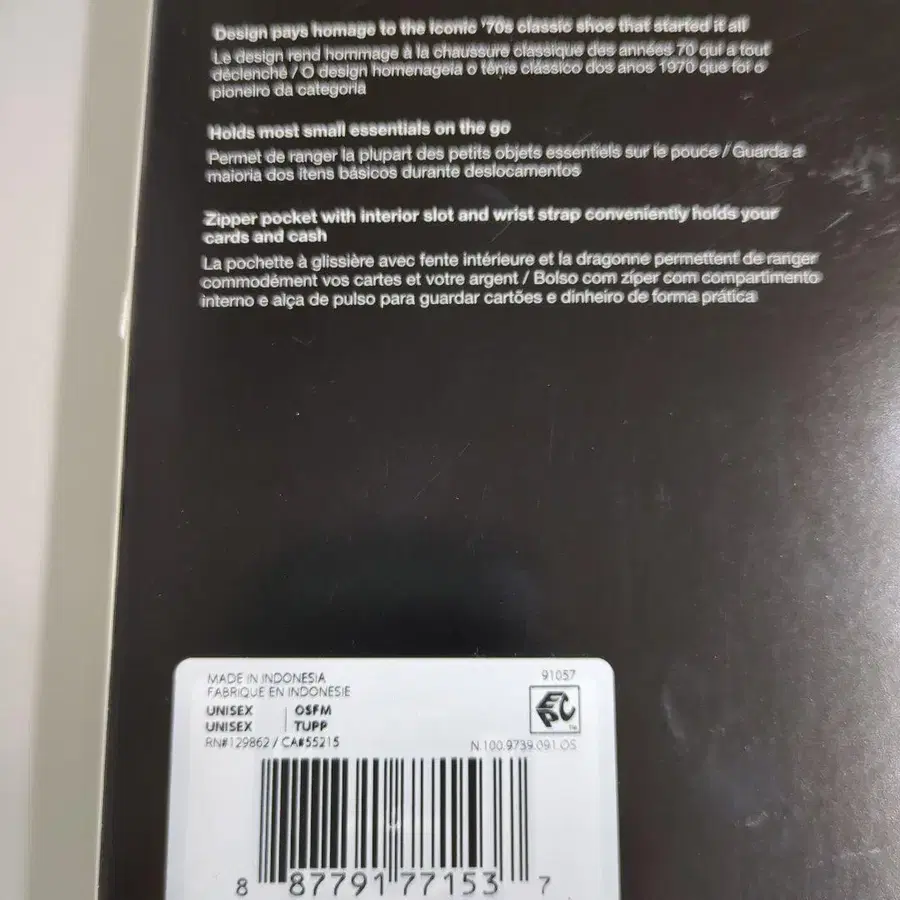 Design pays homage to the iconic '70s classic shoe that started it all
Le design rend hommage à la chaussure classique des années 70 qui a tout
déclenché / O design homenageia o tênis clássico dos anos 1970 que foi o
pioneiro da categoria
Holds most small essentials on the go
Permet de ranger la plupart des petits objets essentiels sur le pouce / Guarda a
maioria dos itens básicos durante deslocamentos
Zipper pocket with interior slot and wrist strap conveniently holds your
cards and cash
La pochette à glissière avec fente intérieure et la dragonne permettent de ranger
commodément vos cartes et votre argent / Bolso com zíper com compartimento
interno e alça de pulso para guardar cartões e dinheiro de forma prática
MADE IN INDONESIA 91057
FABRIQUE EN INDONESIE
EPC™
UNISEX | OSFM
UNISEX | TUPP
RN#129862 / CA#55215 N.100.9739.091.OS
8 87791 77153 7